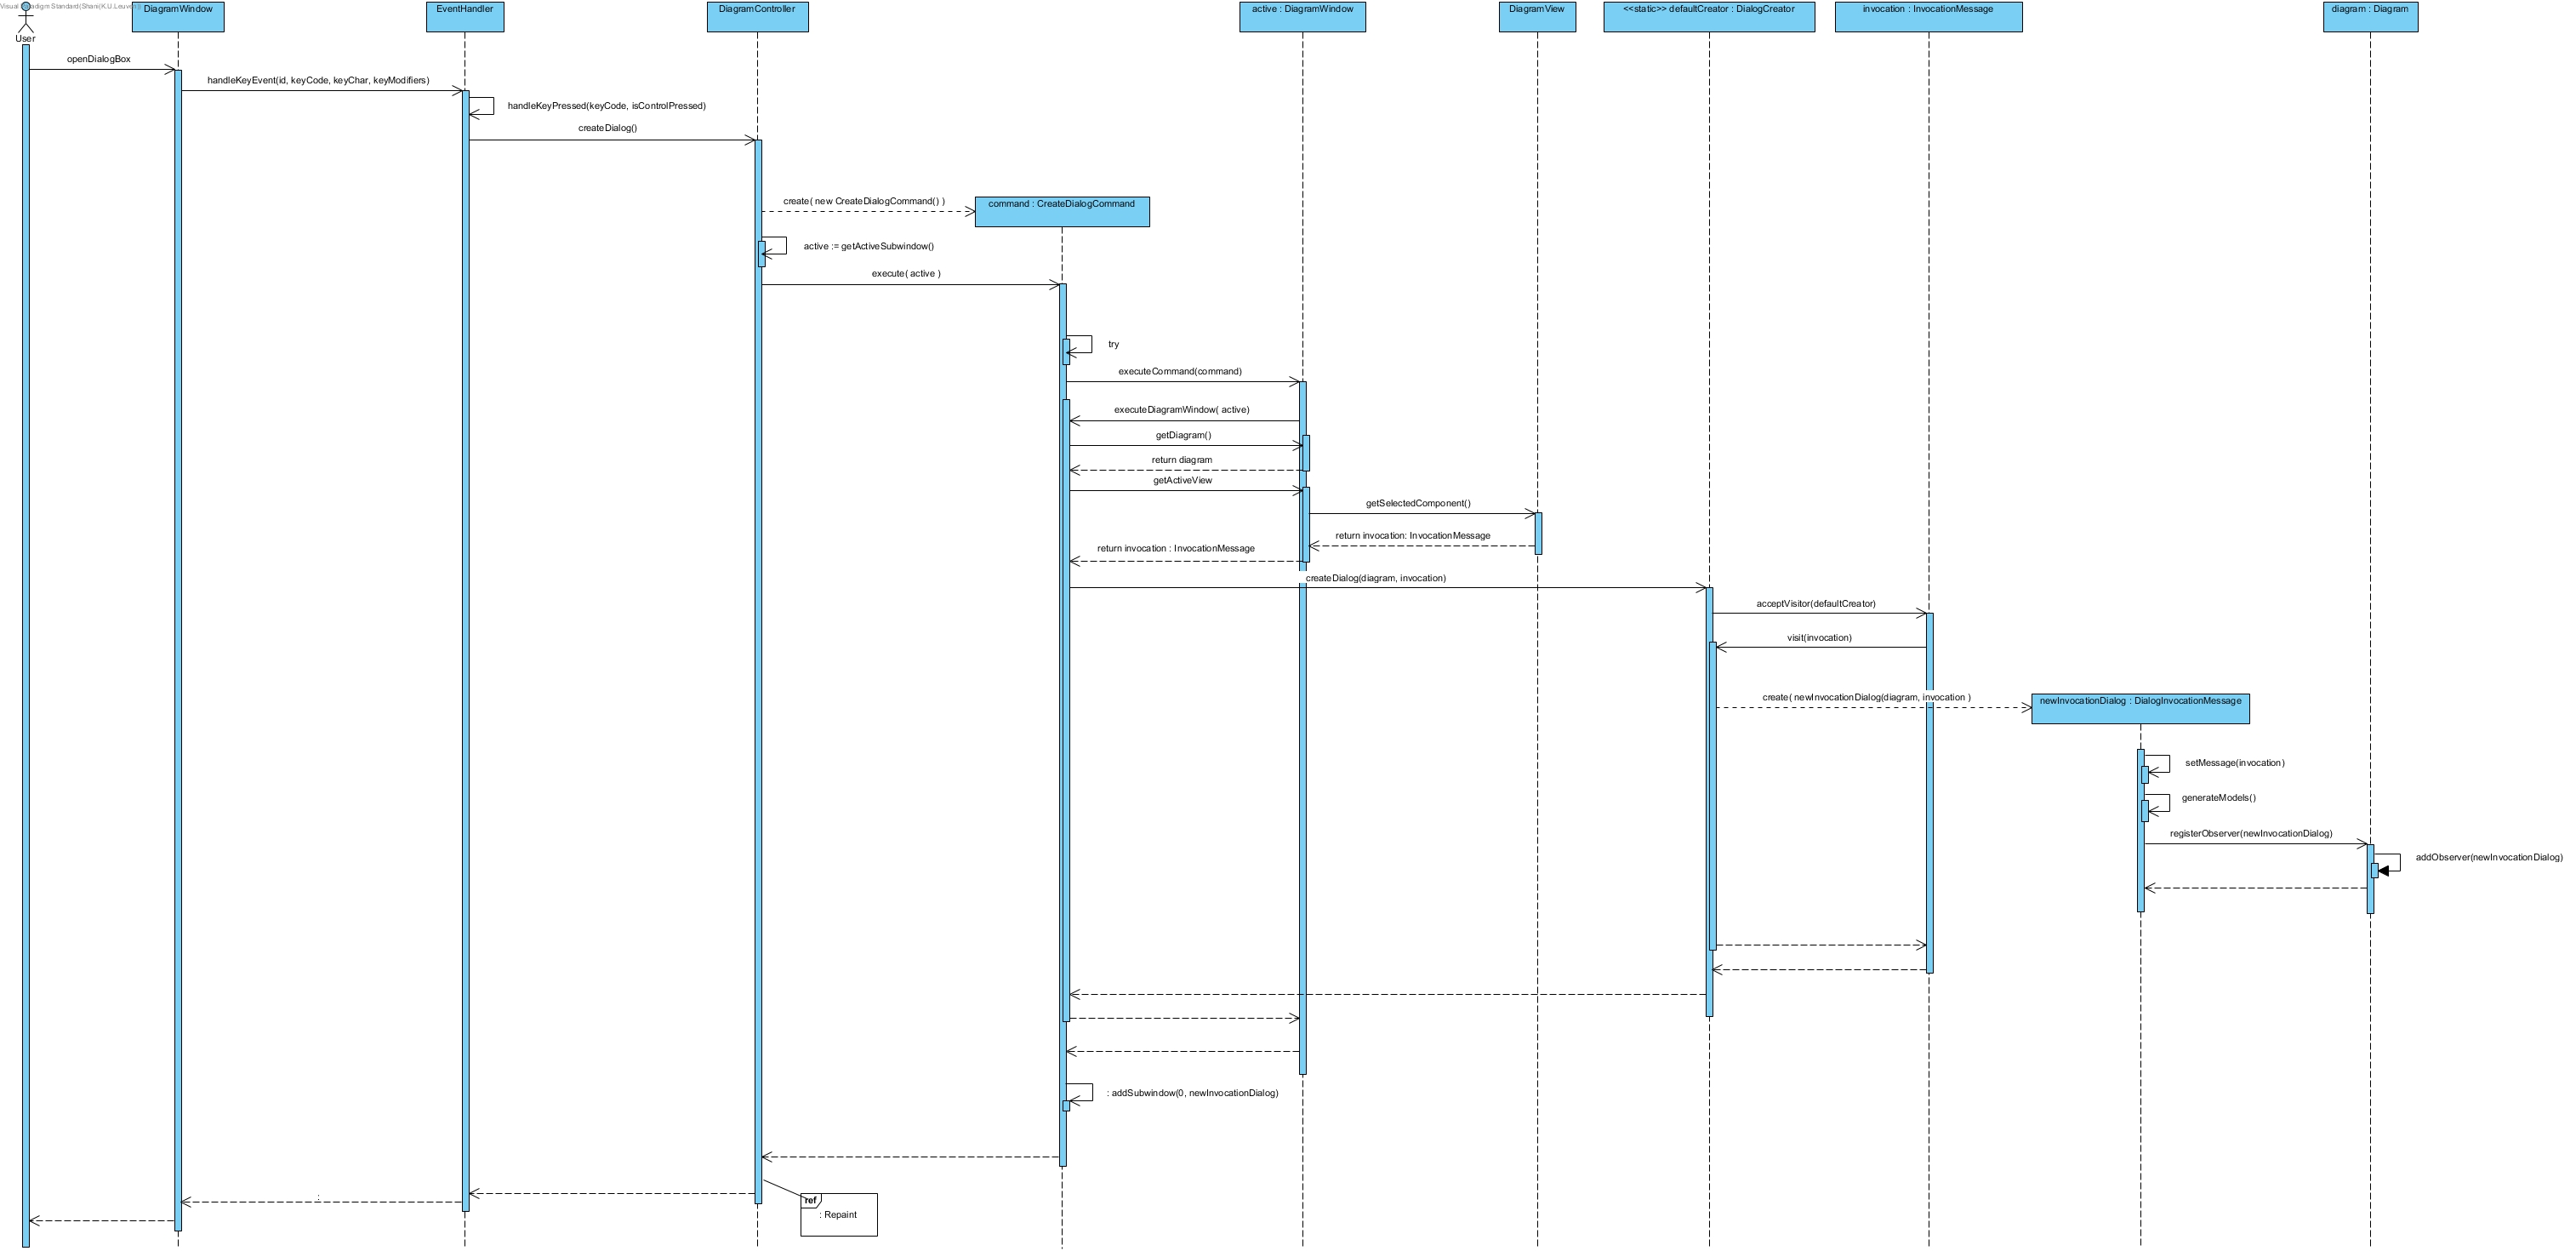 Visual Paradigm Standard(Shani(K.U.Leuven))
User
DiagramWindow
EventHandler
DiagramController
active : DiagramWindow
DiagramView
<<static>> defaultCreator : DialogCreator
invocation : InvocationMessage
diagram : Diagram
openDialogBox
handleKeyEvent(id, keyCode, keyChar, keyModifiers)
handleKeyPressed(keyCode, isControlPressed)
createDialog()
create( new CreateDialogCommand() )
command : CreateDialogCommand
active := getActiveSubwindow()
execute( active )
try
executeCommand(command)
executeDiagramWindow( active)
getDiagram()
return diagram
getActiveView
getSelectedComponent()
return invocation: InvocationMessage
return invocation : InvocationMessage
createDialog(diagram, invocation)
acceptVisitor(defaultCreator)
visit(invocation)
create( newInvocationDialog(diagram, invocation )
newInvocationDialog : DialogInvocationMessage
setMessage(invocation)
generateModels()
registerObserver(newInvocationDialog)
addObserver(newInvocationDialog)
: addSubwindow(0, newInvocationDialog)
:
ref
: Repaint